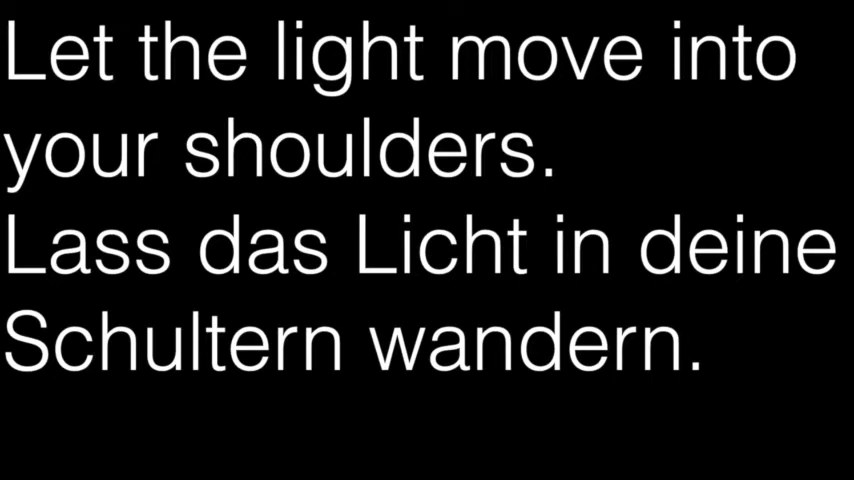 Let the light move into
your shoulders.
Lass das Licht in deine
Schultern wandern.